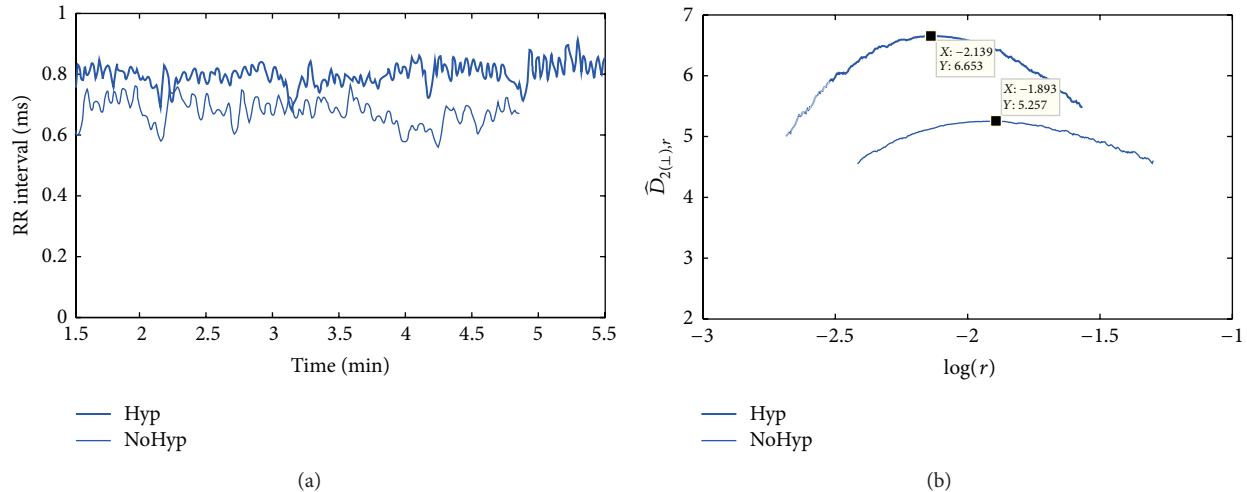 1
0.8
0.6
0.4
0.2
0
RR interval (ms)
1.5 2 2.5 3 3.5 4 4.5 5 5.5
Time (min)
Hyp
NoHyp
(a)
7
6
5
4
3
2
D̂2(⊥),r
X: −2.139
Y: 6.653
X: −1.893
Y: 5.257
−3 −2.5 −2 −1.5 −1
log(r)
Hyp
NoHyp
(b)